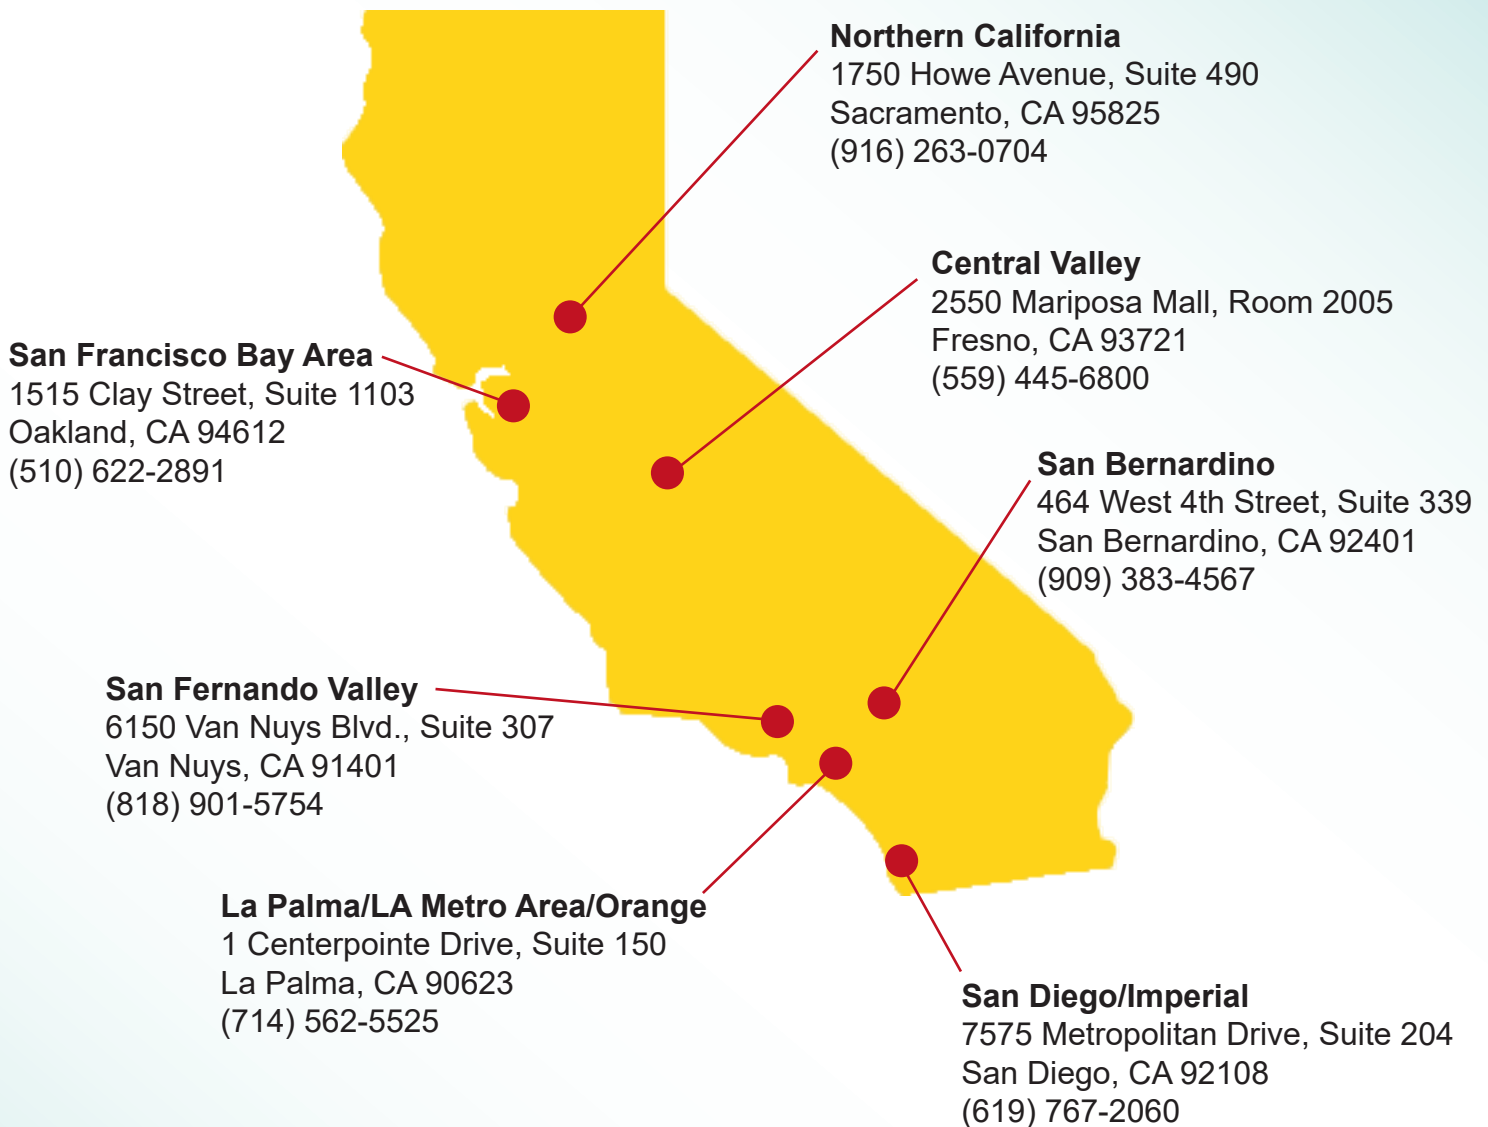 Northern California
1750 Howe Avenue, Suite 490
Sacramento, CA 95825
(916) 263-0704
Central Valley
2550 Mariposa Mall, Room 2005
Fresno, CA 93721
(559) 445-6800
San Francisco Bay Area
1515 Clay Street, Suite 1103
Oakland, CA 94612
(510) 622-2891
San Bernardino
464 West 4th Street, Suite 339
San Bernardino, CA 92401
(909) 383-4567
San Fernando Valley
6150 Van Nuys Blvd., Suite 307
Van Nuys, CA 91401
(818) 901-5754
La Palma/LA Metro Area/Orange
1 Centerpointe Drive, Suite 150
La Palma, CA 90623
(714) 562-5525
San Diego/Imperial
7575 Metropolitan Drive, Suite 204
San Diego, CA 92108
(619) 767-2060